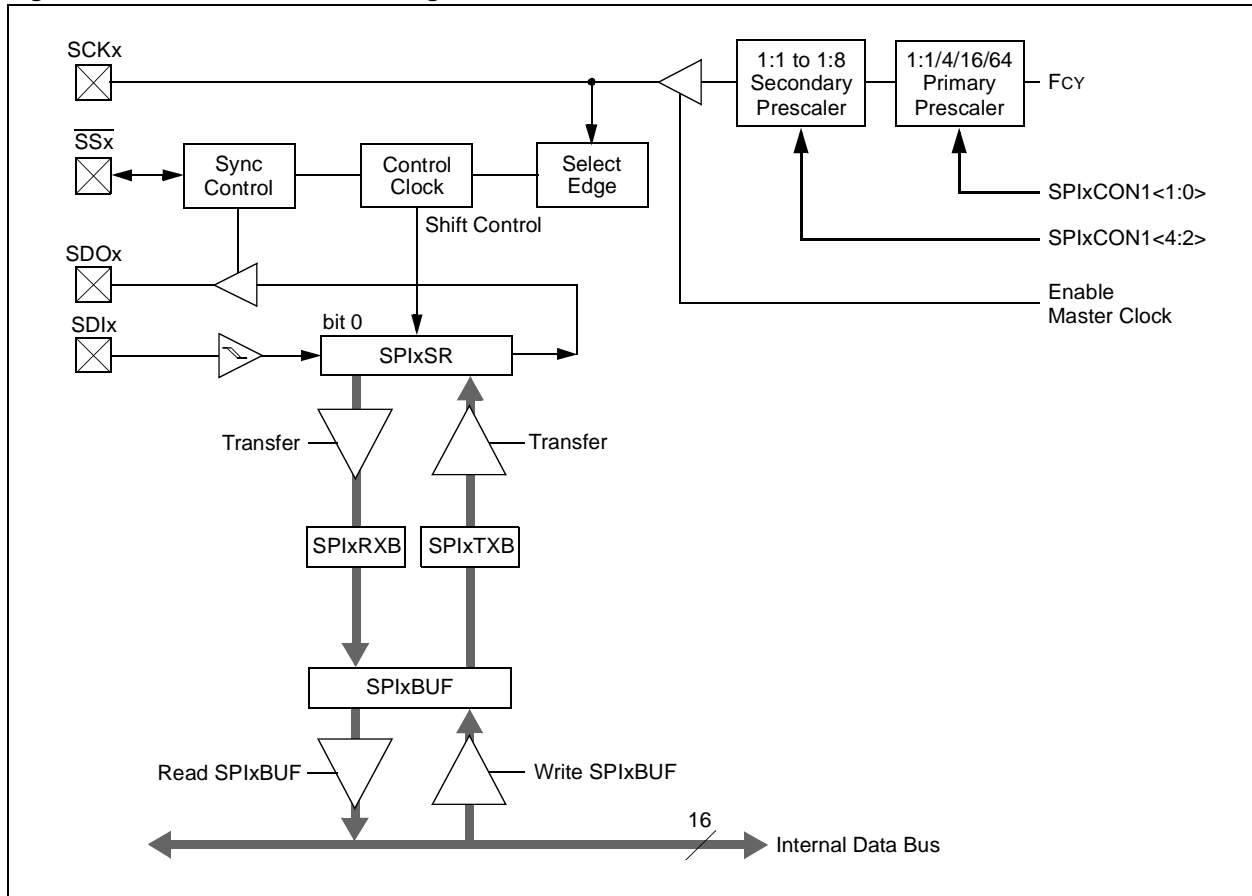 SCKx
1:1 to 1:8
Secondary
Prescaler
1:1/4/16/64
Primary
Prescaler
FCY
SSx
Sync
Control
Control
Clock
Select
Edge
SPIxCON1<1:0>
Shift Control
SPIxCON1<4:2>
SDOx
Enable
Master Clock
SDIx
bit 0
SPIxSR
Transfer
Transfer
SPIxRXB
SPIxTXB
SPIxBUF
Read SPIxBUF
Write SPIxBUF
16
Internal Data Bus